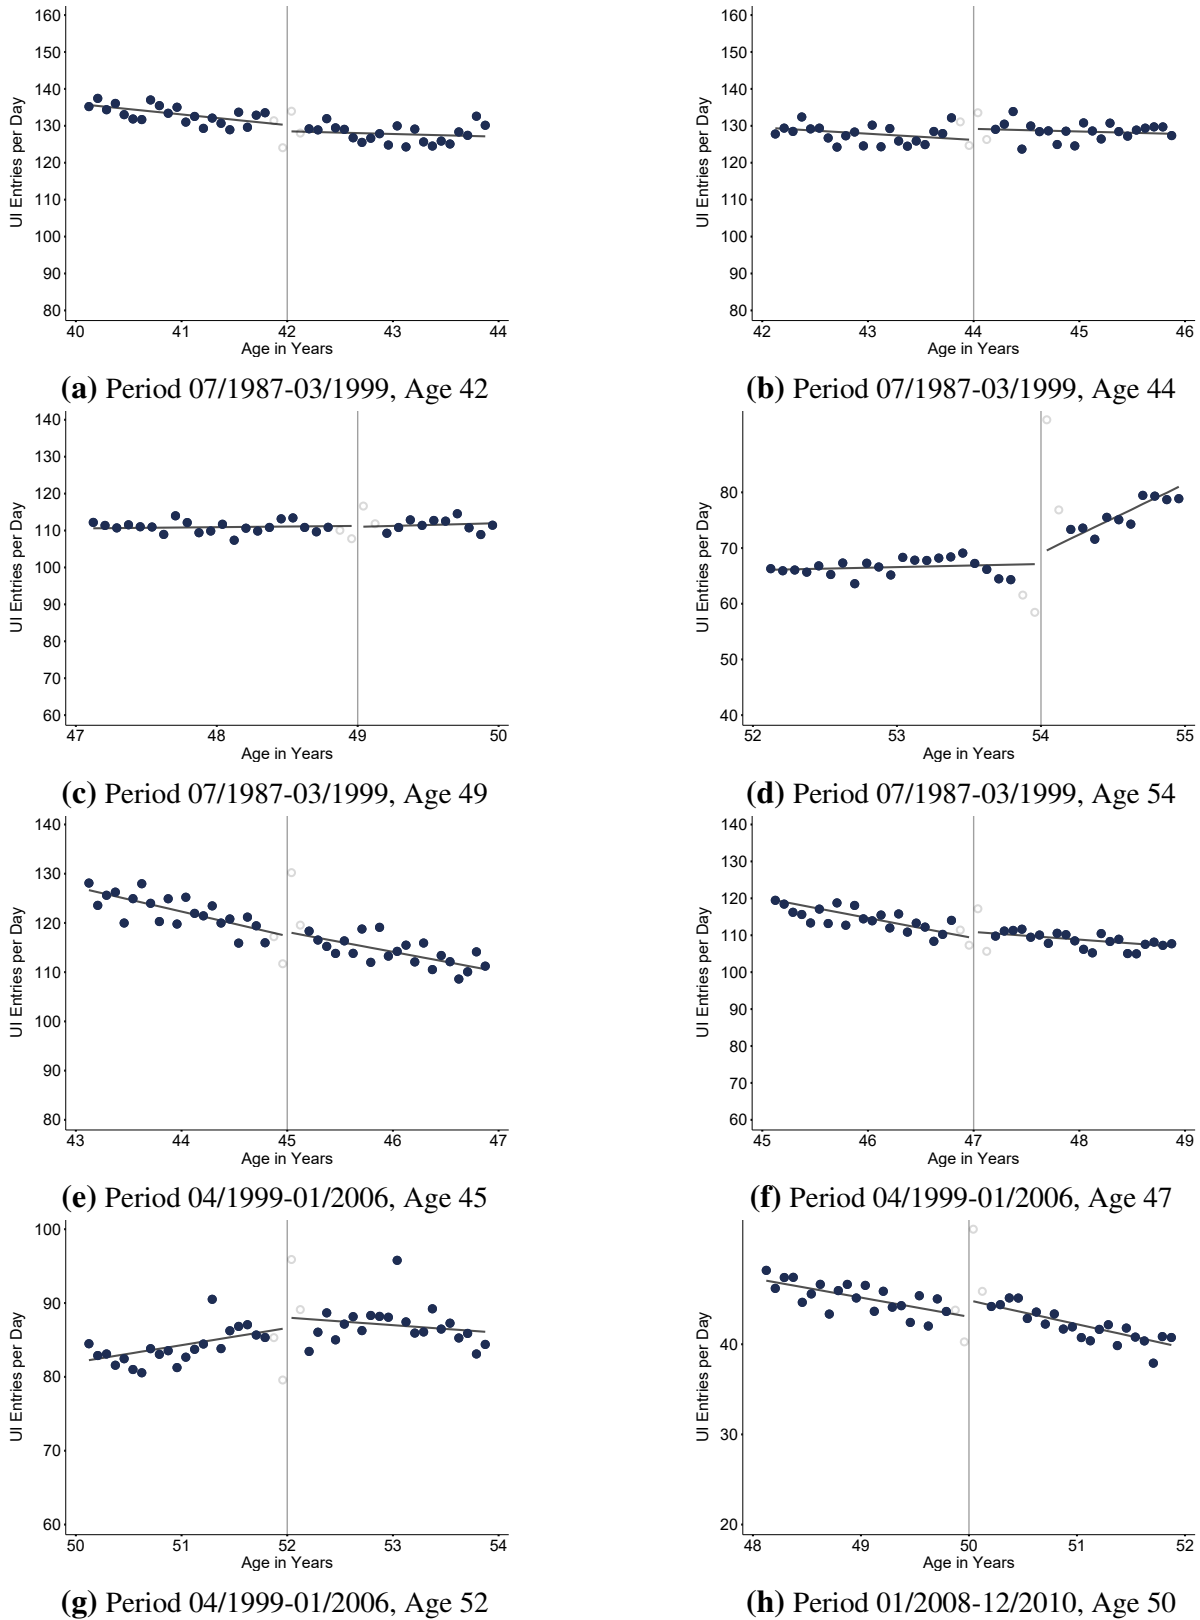 160
150
140
130
120
110
100
90
80
UI Entries per Day
40 41 42 43 44
Age in Years
(a) Period 07/1987-03/1999, Age 42
160
150
140
130
120
110
100
90
80
UI Entries per Day
42 43 44 45 46
Age in Years
(b) Period 07/1987-03/1999, Age 44
140
130
120
110
100
90
80
70
60
UI Entries per Day
47 48 49 50
Age in Years
(c) Period 07/1987-03/1999, Age 49
80
70
60
50
40
UI Entries per Day
52 53 54 55
Age in Years
(d) Period 07/1987-03/1999, Age 54
140
130
120
110
100
90
80
UI Entries per Day
43 44 45 46 47
Age in Years
(e) Period 04/1999-01/2006, Age 45
140
130
120
110
100
90
80
70
60
UI Entries per Day
45 46 47 48 49
Age in Years
(f) Period 04/1999-01/2006, Age 47
100
90
80
70
60
UI Entries per Day
50 51 52 53 54
Age in Years
(g) Period 04/1999-01/2006, Age 52
40
30
20
UI Entries per Day
48 49 50 51 52
Age in Years
(h) Period 01/2008-12/2010, Age 50